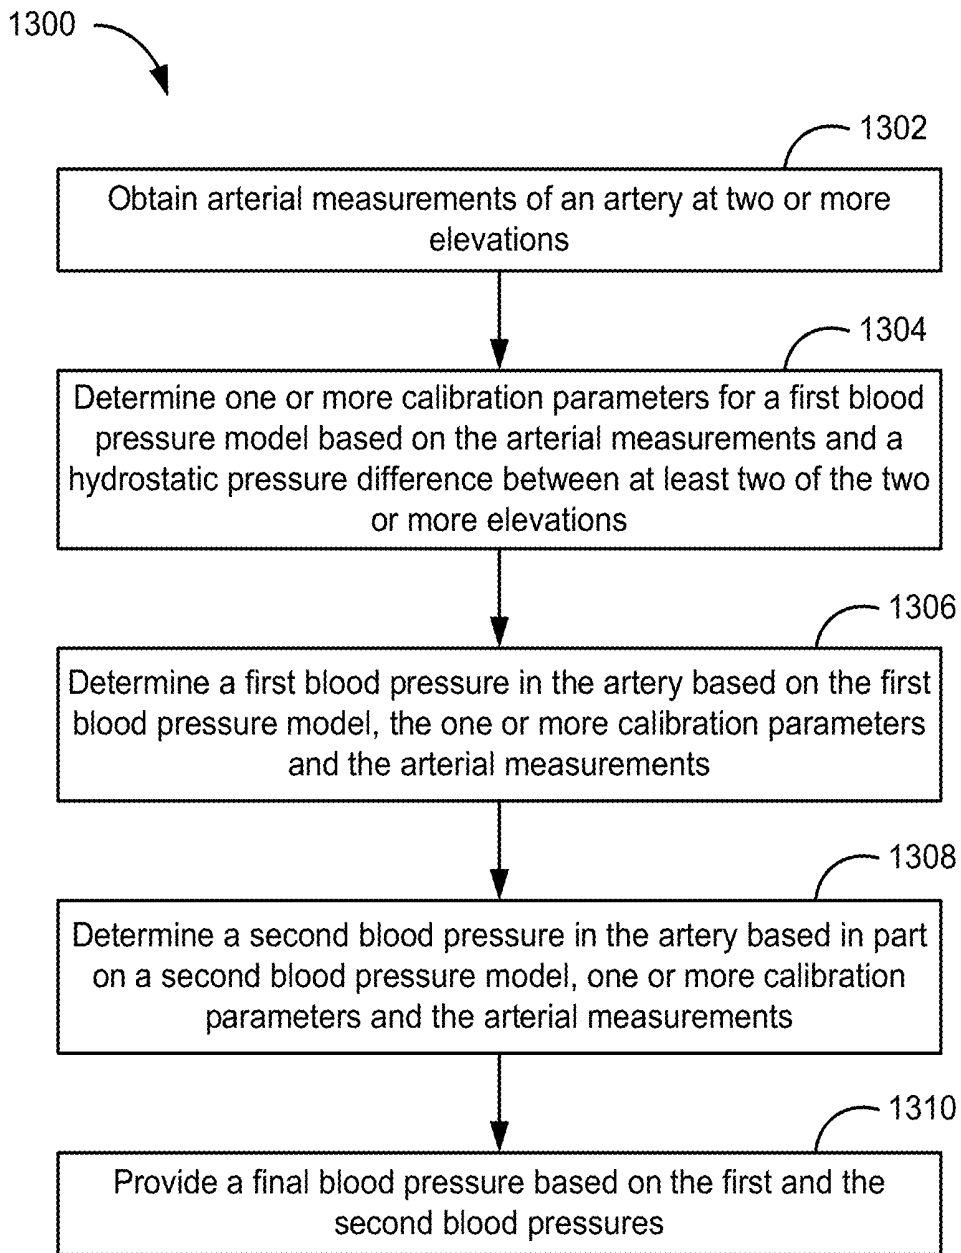 1300
1302
Obtain arterial measurements of an artery at two or more
elevations
1304
Determine one or more calibration parameters for a first blood
pressure model based on the arterial measurements and a
hydrostatic pressure difference between at least two of the two
or more elevations
1306
Determine a first blood pressure in the artery based on the first
blood pressure model, the one or more calibration parameters
and the arterial measurements
1308
Determine a second blood pressure in the artery based in part
on a second blood pressure model, one or more calibration
parameters and the arterial measurements
1310
Provide a final blood pressure based on the first and the
second blood pressures